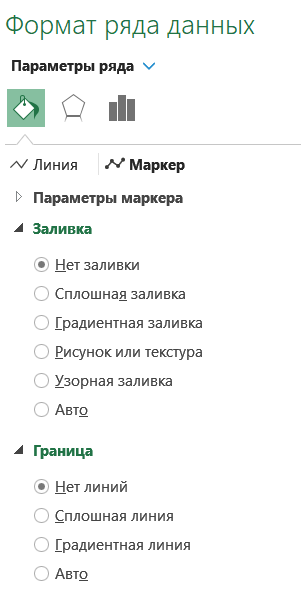 Формат ряда данных
Параметры ряда
Линия Маркер
Параметры маркера
Заливка
Нет заливки
Сплошная заливка
Градиентная заливка
Рисунок или текстура
Узорная заливка
Авто
Граница
Нет линий
Сплошная линия
Градиентная линия
Авто